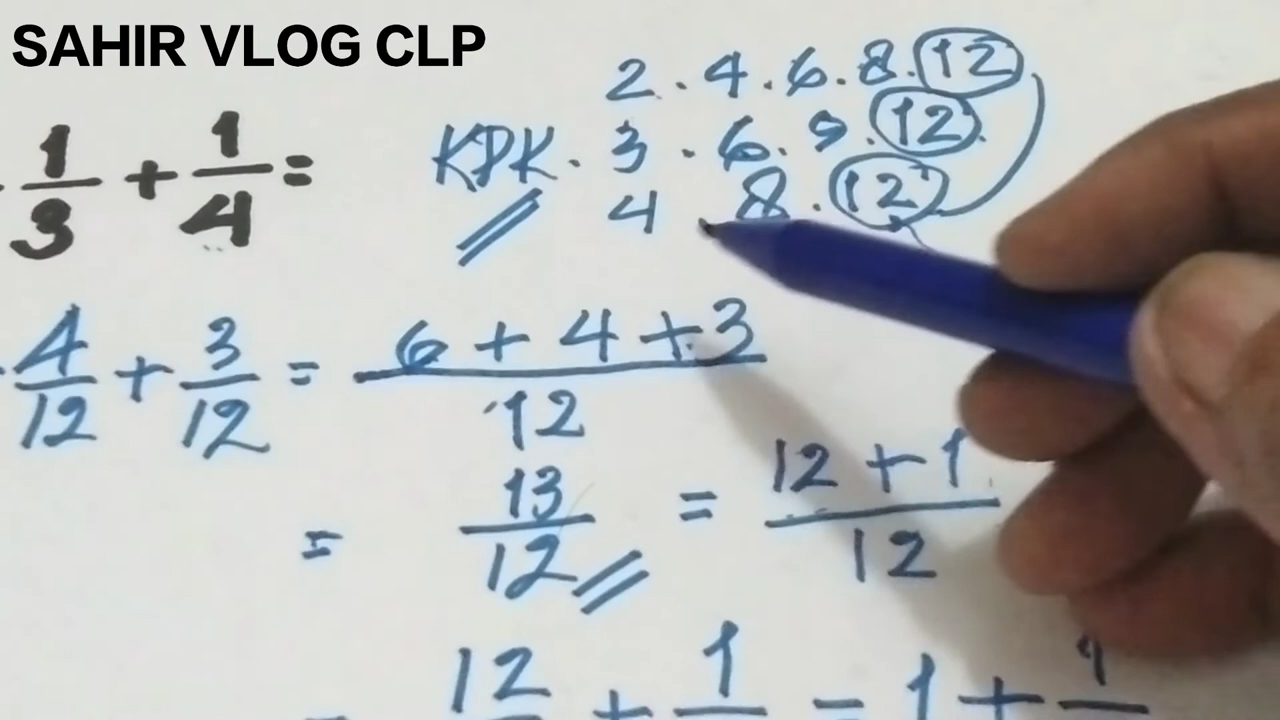 SAHIR VLOG CLP
2 . 4 . 6 . 8 . 12
KPK . 3 . 6 . 9 . 12 .
4 8 . 12
1/3 + 1/4 =
4/12 + 3/12 = (6 + 4 + 3)/12
= 13/12 = (12 + 1)/12
= 12 + 1 = 1 + 1